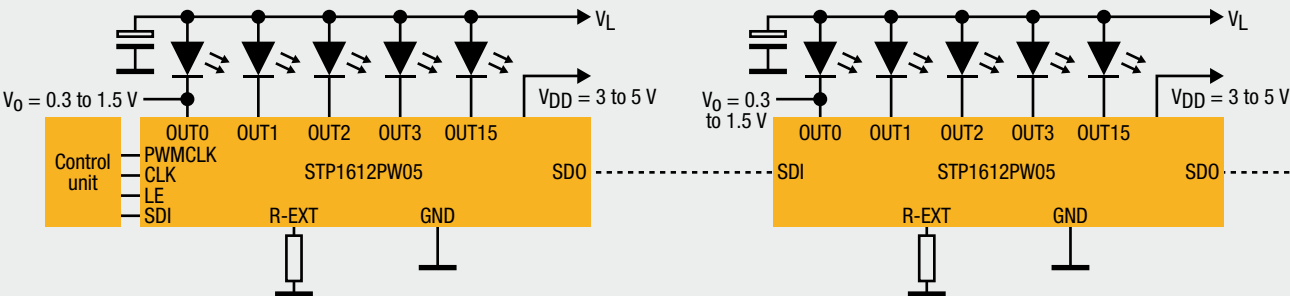 VL
VL
VO = 0.3 to 1.5 V
VDD = 3 to 5 V
VO = 0.3
to 1.5 V
VDD = 3 to 5 V
OUT0 OUT1 OUT2 OUT3 OUT15
OUT0 OUT1 OUT2 OUT3 OUT15
Control
unit
PWMCLK
CLK
LE
SDI
STP1612PW05
SDO
SDI
STP1612PW05
SDO
R-EXT
GND
R-EXT
GND